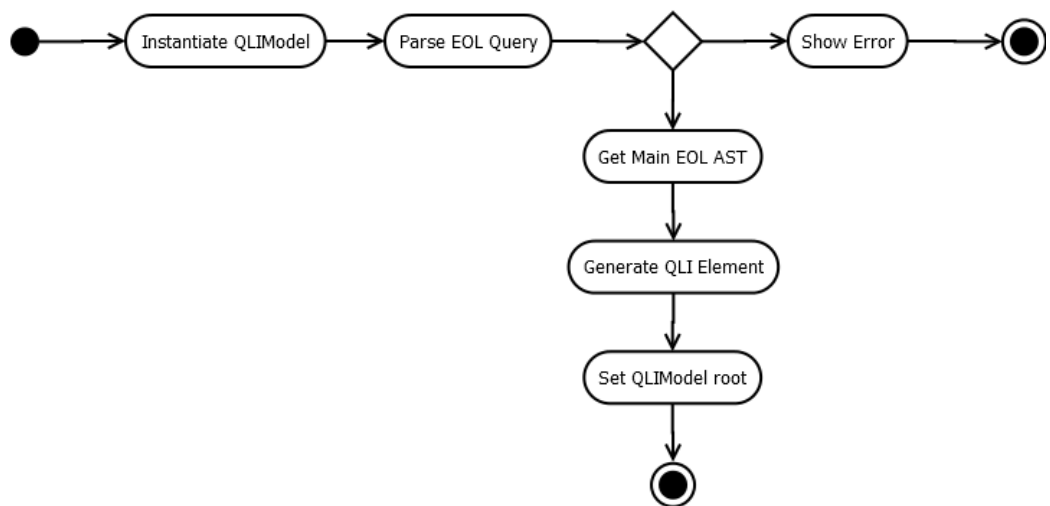 Instantiate QLIModel
Parse EOL Query
Show Error
Get Main EOL AST
Generate QLI Element
Set QLIModel root